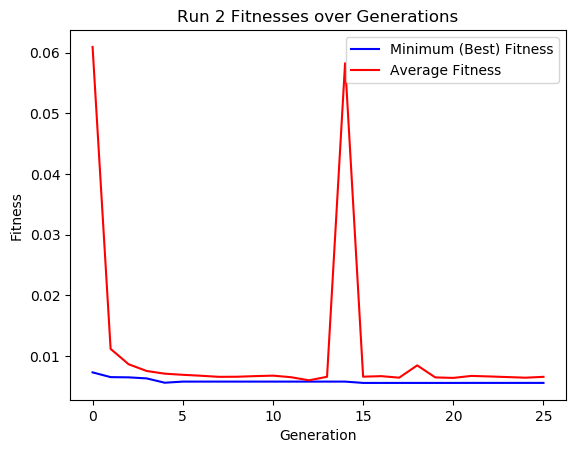 Run 2 Fitnesses over Generations
Minimum (Best) Fitness
Average Fitness
Fitness
0.06
0.05
0.04
0.03
0.02
0.01
0
5
10
15
20
25
Generation